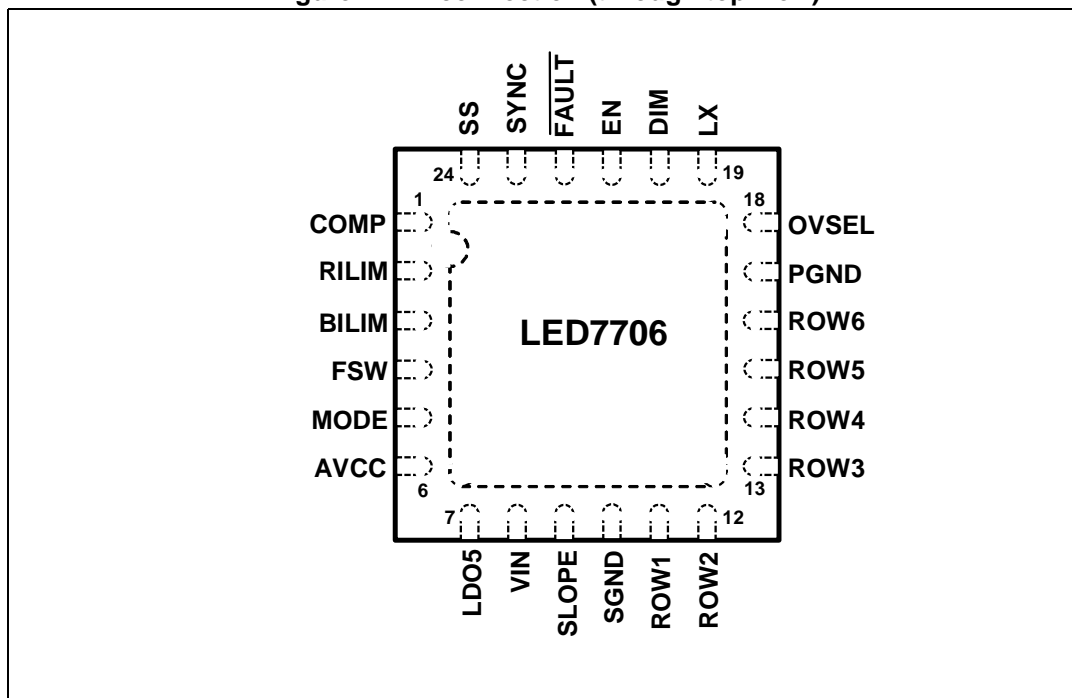 SS
SYNC
FAULT
EN
DIM
LX
24
19
1
18
COMP
OVSEL
RILIM
PGND
BILIM
ROW6
LED7706
FSW
ROW5
MODE
ROW4
AVCC
ROW3
6
13
7
12
LDO5
VIN
SLOPE
SGND
ROW1
ROW2